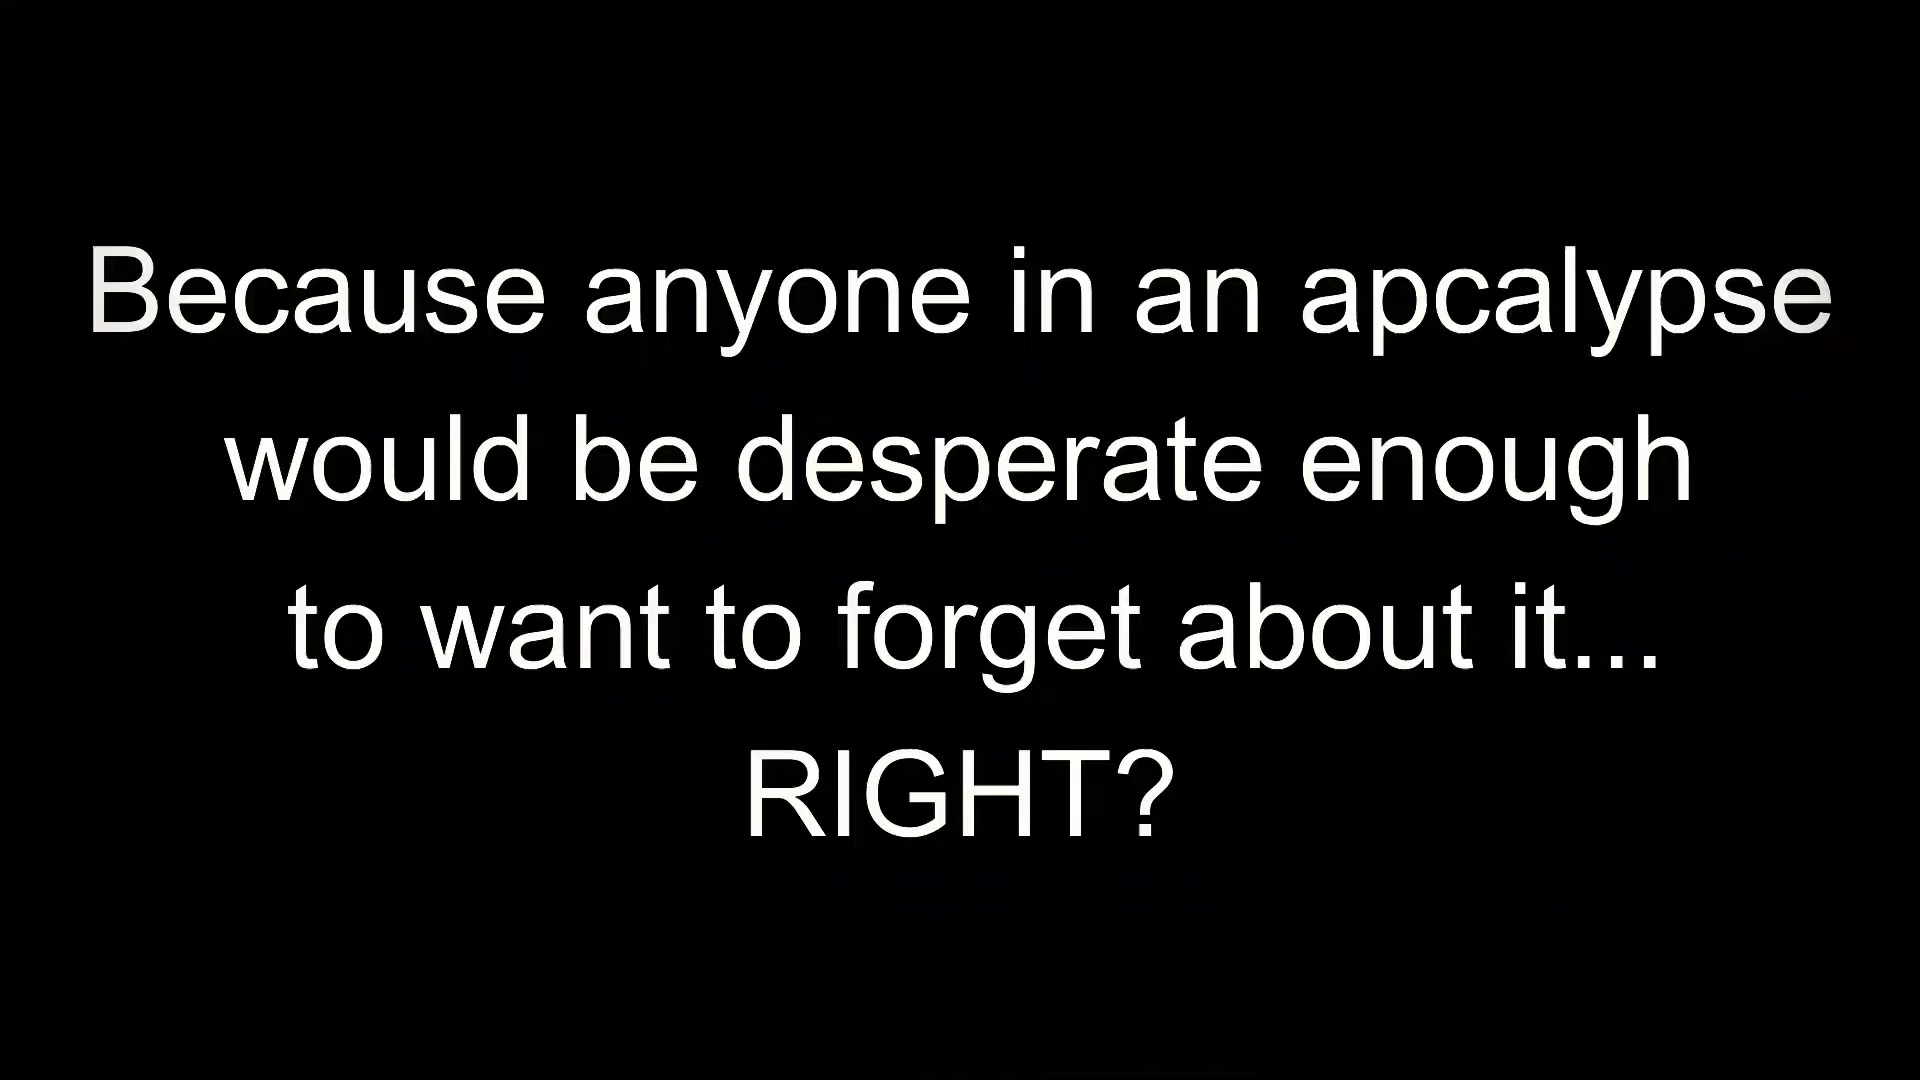 Because anyone in an apcalypse
would be desperate enough
to want to forget about it...
RIGHT?